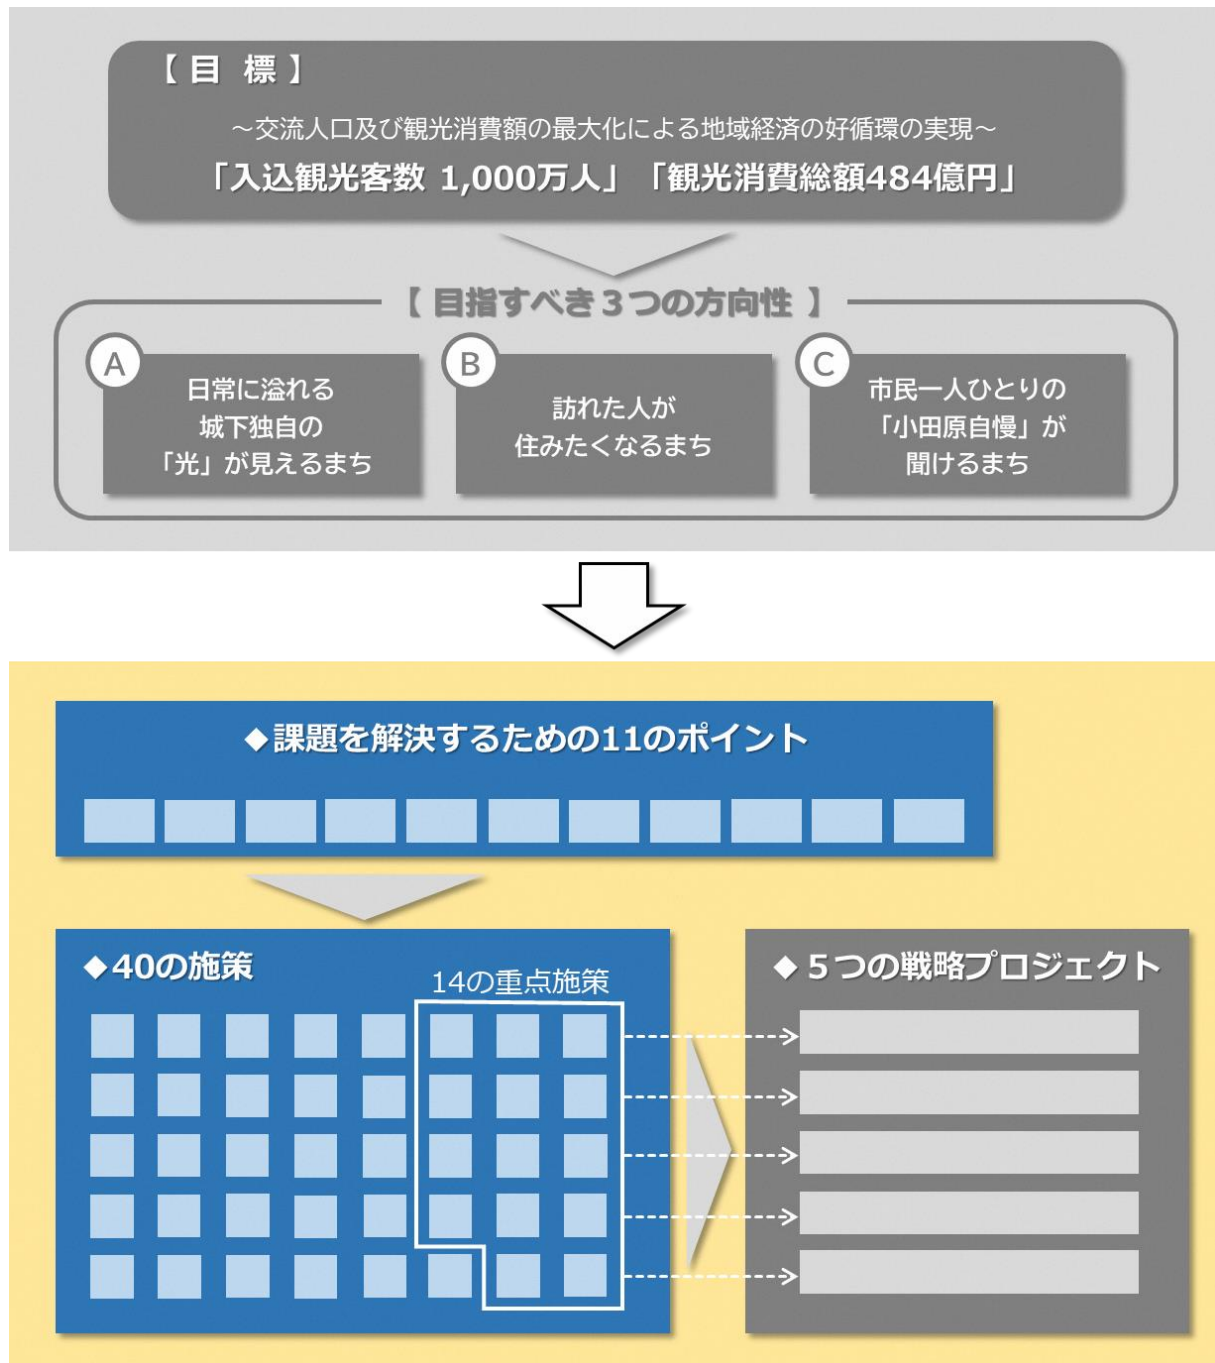 【 目 標 】
～交流人口及び観光消費額の最大化による地域経済の好循環の実現～
「入込観光客数 1,000万人」「観光消費総額484億円」
【 目指すべき３つの方向性 】
A
日常に溢れる
城下独自の
「光」が見えるまち
B
訪れた人が
住みたくなるまち
C
市民一人ひとりの
「小田原自慢」が
聞けるまち
◆課題を解決するための11のポイント
◆40の施策
14の重点施策
◆５つの戦略プロジェクト